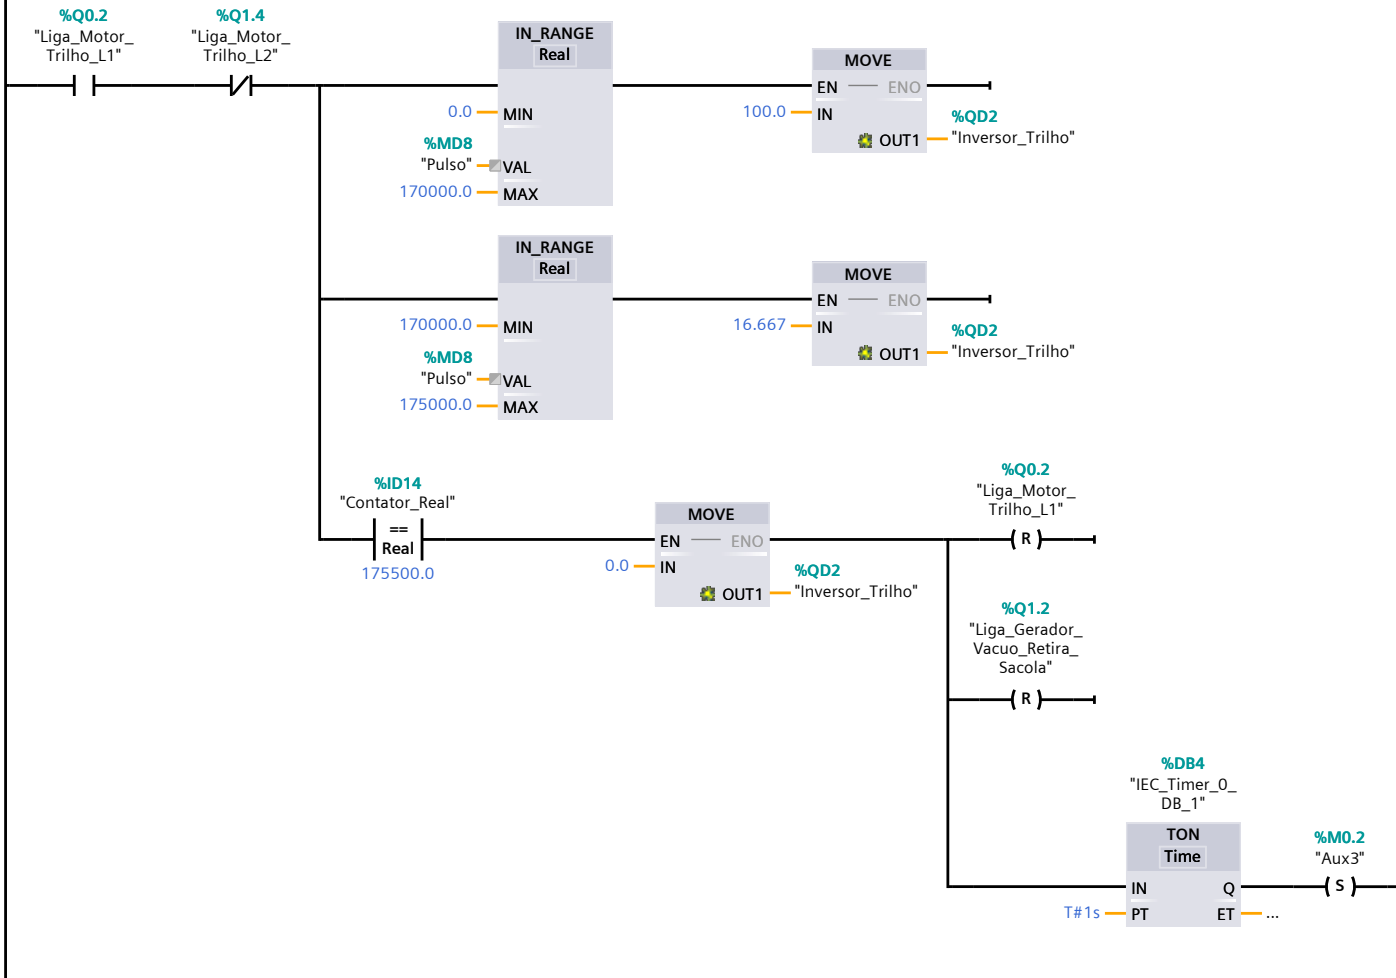 %Q0.2
"Liga_Motor_
Trilho_L1"
%Q1.4
"Liga_Motor_
Trilho_L2"
IN_RANGE
Real
0.0
MIN
%MD8
"Pulso"
VAL
170000.0
MAX
MOVE
EN
ENO
100.0
IN
%QD2
OUT1
"Inversor_Trilho"
IN_RANGE
Real
170000.0
MIN
%MD8
"Pulso"
VAL
175000.0
MAX
MOVE
EN
ENO
16.667
IN
%QD2
OUT1
"Inversor_Trilho"
%ID14
"Contator_Real"
==
Real
175500.0
MOVE
EN
ENO
0.0
IN
%QD2
OUT1
"Inversor_Trilho"
%Q0.2
"Liga_Motor_
Trilho_L1"
R
%Q1.2
"Liga_Gerador_
Vacuo_Retira_
Sacola"
R
%DB4
"IEC_Timer_0_
DB_1"
TON
Time
IN
Q
T#1s
PT
ET
...
%M0.2
"Aux3"
S